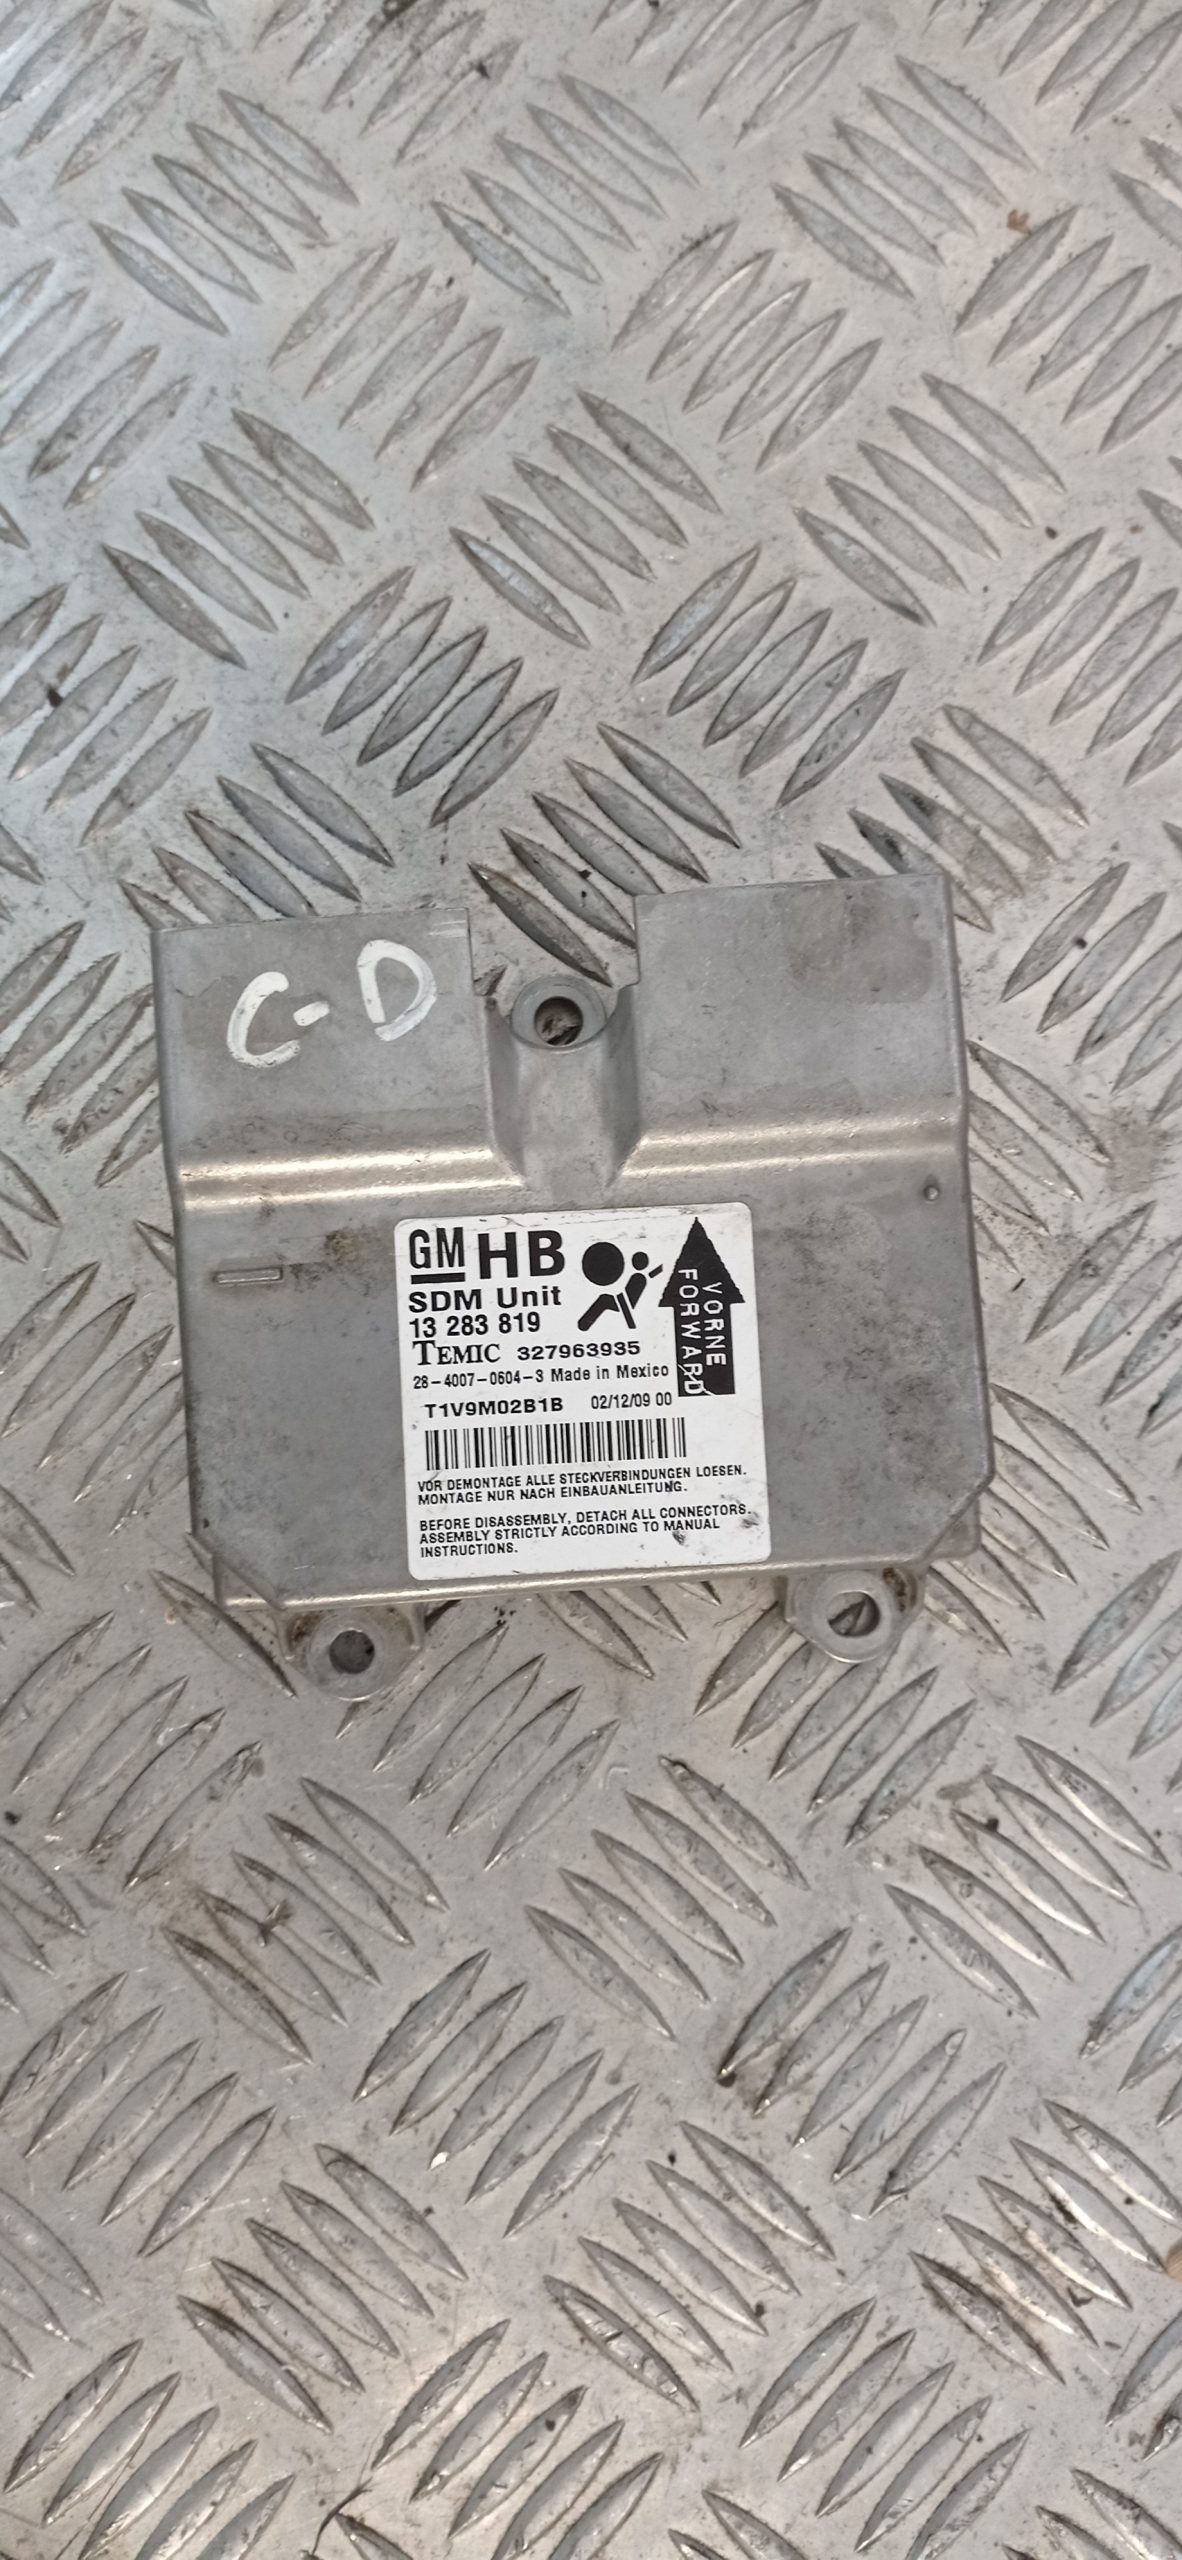 C-D
GM HB
SDM Unit
13 283 819
TEMIC 327963935
28-4007-0604-3 Made in Mexico
T1V9M02B1B 02/12/09 00
VORNE
FORWARD
VOR DEMONTAGE ALLE STECKVERBINDUNGEN LOESEN.
MONTAGE NUR NACH EINBAUANLEITUNG.
BEFORE DISASSEMBLY, DETACH ALL CONNECTORS.
ASSEMBLY STRICTLY ACCORDING TO MANUAL
INSTRUCTIONS.